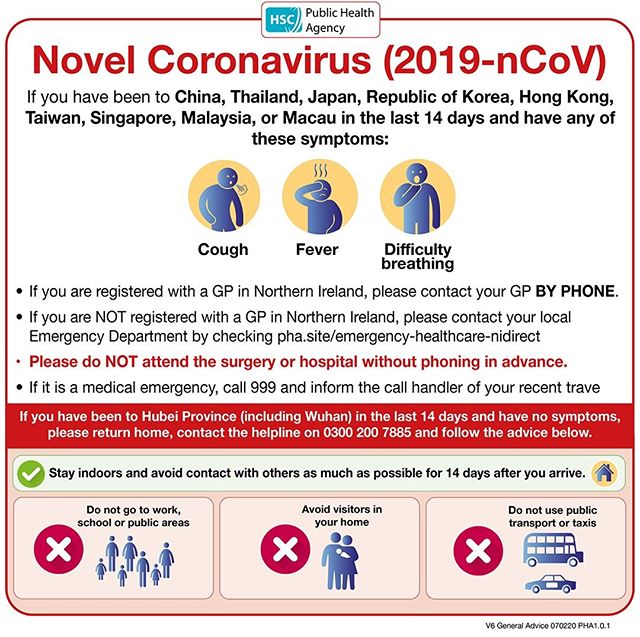 HSC Public Health
Agency
Novel Coronavirus (2019-nCoV)
If you have been to China, Thailand, Japan, Republic of Korea, Hong Kong,
Taiwan, Singapore, Malaysia, or Macau in the last 14 days and have any of
these symptoms:
Cough
Fever
Difficulty
breathing
• If you are registered with a GP in Northern Ireland, please contact your GP BY PHONE.
• If you are NOT registered with a GP in Northern Ireland, please contact your local
Emergency Department by checking pha.site/emergency-healthcare-nidirect
• Please do NOT attend the surgery or hospital without phoning in advance.
• If it is a medical emergency, call 999 and inform the call handler of your recent trave
If you have been to Hubei Province (including Wuhan) in the last 14 days and have no symptoms,
please return home, contact the helpline on 0300 200 7885 and follow the advice below.
Stay indoors and avoid contact with others as much as possible for 14 days after you arrive.
Do not go to work,
school or public areas
Avoid visitors in
your home
Do not use public
transport or taxis
V6 General Advice 070220 PHA1.0.1